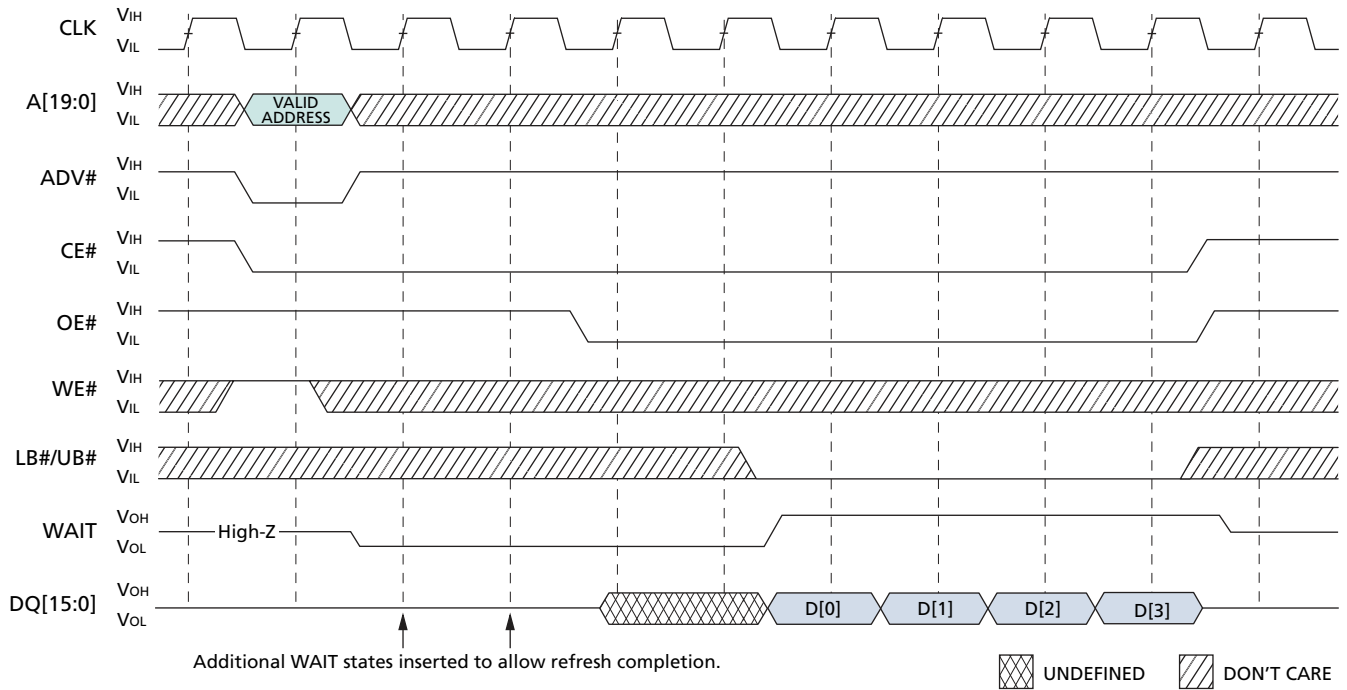 CLK VIH
VIL
A[19:0] VIH
VIL
VALID
ADDRESS
ADV# VIH
VIL
CE# VIH
VIL
OE# VIH
VIL
WE# VIH
VIL
LB#/UB# VIH
VIL
WAIT VOH
VOL
High-Z
DQ[15:0] VOH
VOL
D[0] D[1] D[2] D[3]
Additional WAIT states inserted to allow refresh completion.
UNDEFINED DON'T CARE